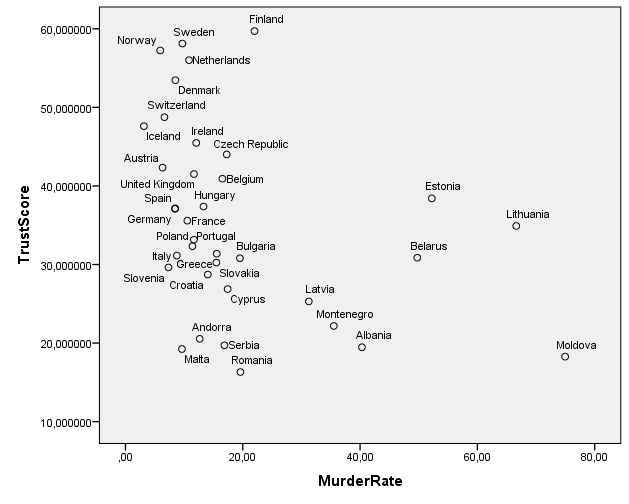 Finland
60,000000
Sweden
Norway
Netherlands
Denmark
Switzerland
50,000000
Iceland
Ireland
Czech Republic
Austria
United Kingdom
Belgium
40,000000
Estonia
Spain
Hungary
Lithuania
Germany
France
Poland
Portugal
Bulgaria
Belarus
Italy
Greece
30,000000
Slovenia
Slovakia
Croatia
Cyprus
Latvia
Montenegro
Andorra
Albania
20,000000
Serbia
Malta
Romania
Moldova
10,000000
TrustScore
,00
20,00
40,00
60,00
80,00
MurderRate